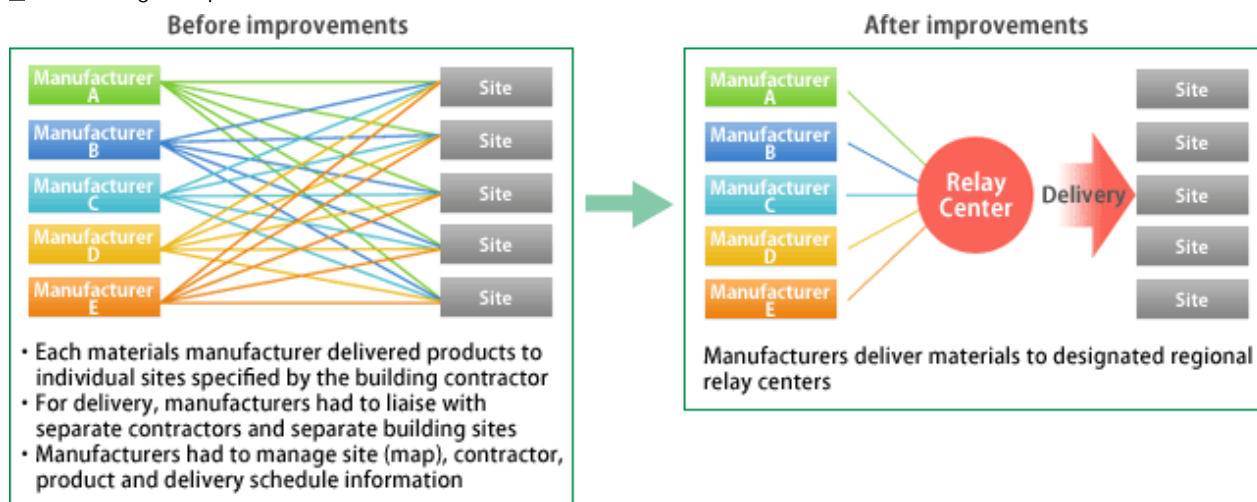 Before improvements
After improvements
Manufacturer
A
Manufacturer
B
Manufacturer
C
Manufacturer
D
Manufacturer
E
Site
Site
Site
Site
Site
• Each materials manufacturer delivered products to
individual sites specified by the building contractor
• For delivery, manufacturers had to liaise with
separate contractors and separate building sites
• Manufacturers had to manage site (map), contractor,
product and delivery schedule information
Manufacturer
A
Manufacturer
B
Manufacturer
C
Manufacturer
D
Manufacturer
E
Relay
Center
Delivery
Site
Site
Site
Site
Site
Manufacturers deliver materials to designated regional
relay centers